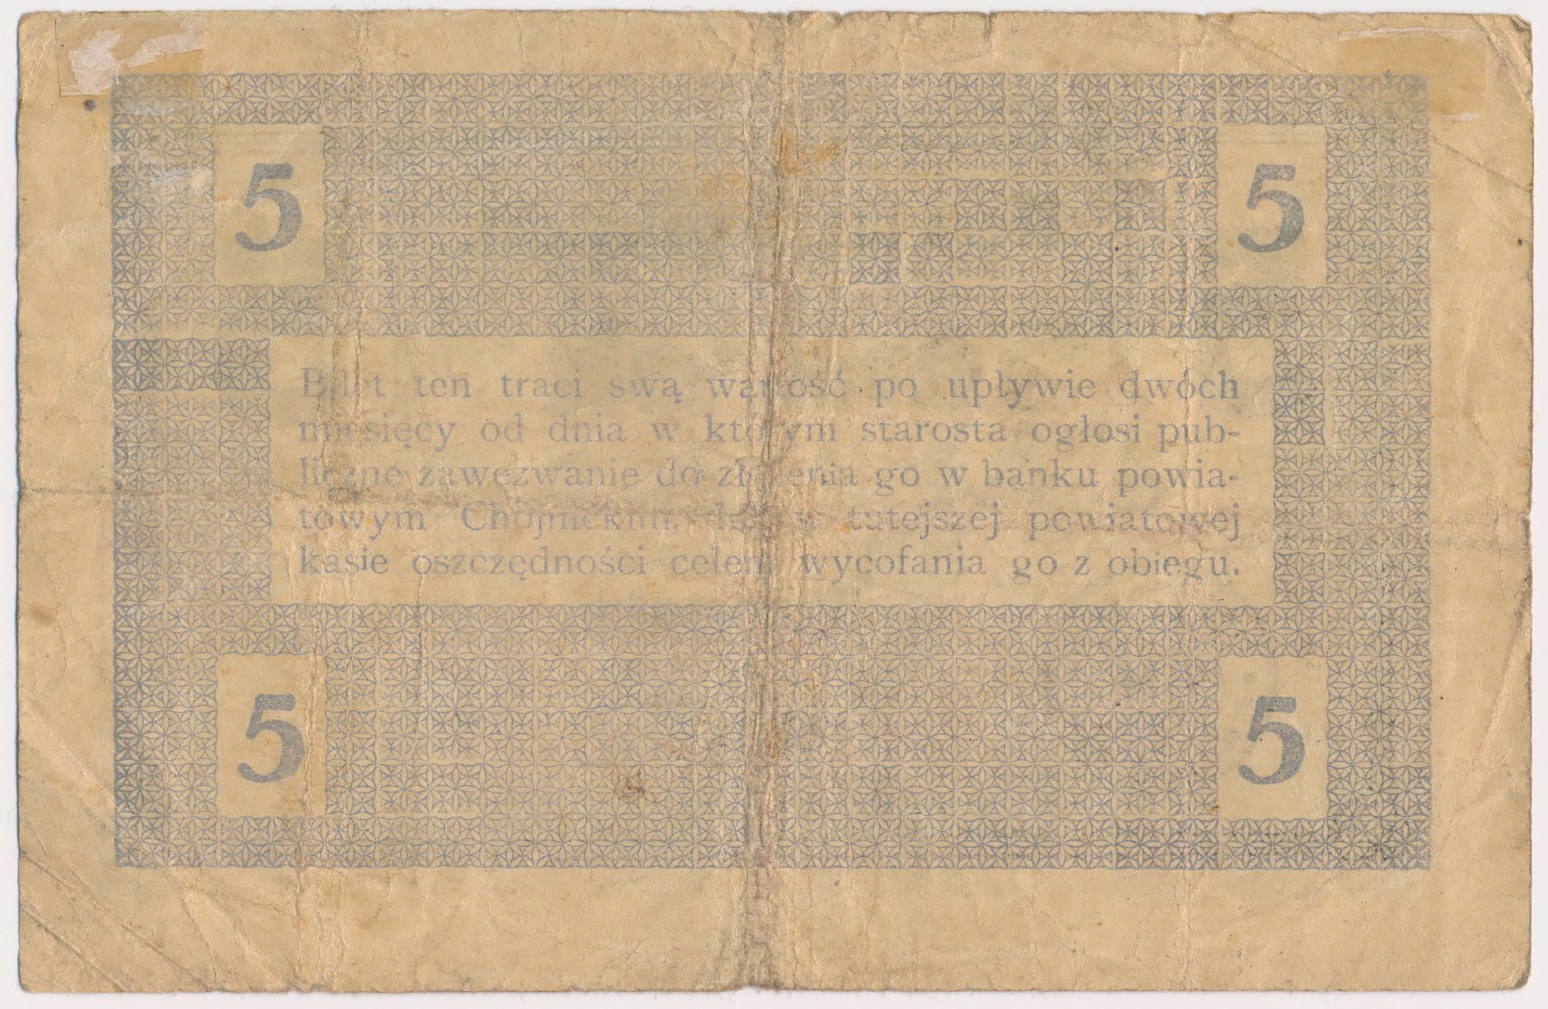 5 5
Bilet ten traci swą wartość po upływie dwóch
miesięcy od dnia w którym starosta ogłosi pub-
liczne zawezwanie do złożenia go w banku powia-
towym Chojnickim, lub w tutejszej powiatowej
kasie oszczędności celem wycofania go z obiegu.
5 5